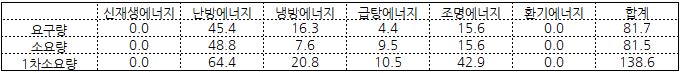 신재생에너지 난방에너지 냉방에너지 급탕에너지 조명에너지 환기에너지 합계
요구량 0.0 45.4 16.3 4.4 15.6 0.0 81.7
소요량 0.0 48.8 7.6 9.5 15.6 0.0 81.5
1차소요량 0.0 64.4 20.8 10.5 42.9 0.0 138.6